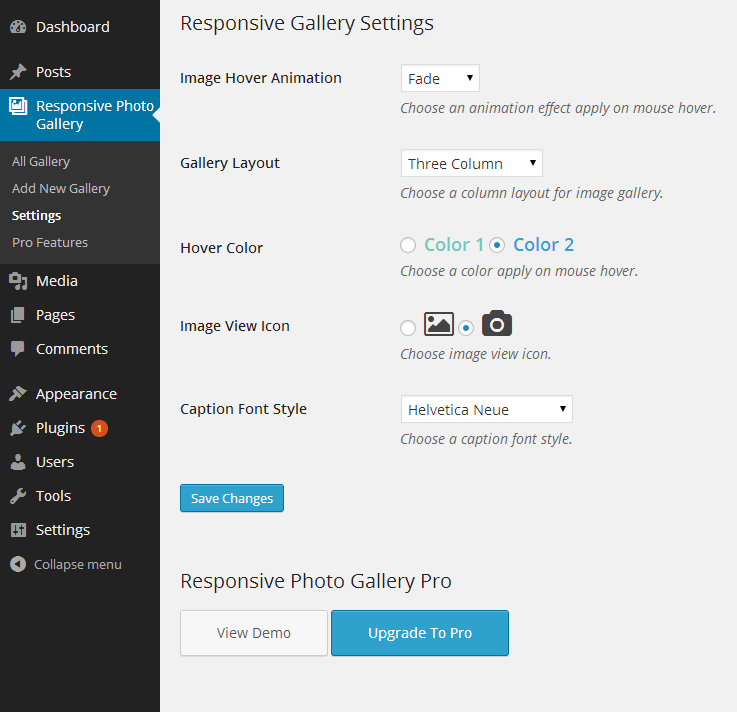 Dashboard
Posts
Responsive Photo
Gallery
All Gallery
Add New Gallery
Settings
Pro Features
Media
Pages
Comments
Appearance
Plugins 1
Users
Tools
Settings
Collapse menu
Responsive Gallery Settings
Image Hover Animation
Fade
Choose an animation effect apply on mouse hover.
Gallery Layout
Three Column
Choose a column layout for image gallery.
Hover Color
Color 1 Color 2
Choose a color apply on mouse hover.
Image View Icon
Choose image view icon.
Caption Font Style
Helvetica Neue
Choose a caption font style.
Save Changes
Responsive Photo Gallery Pro
View Demo
Upgrade To Pro